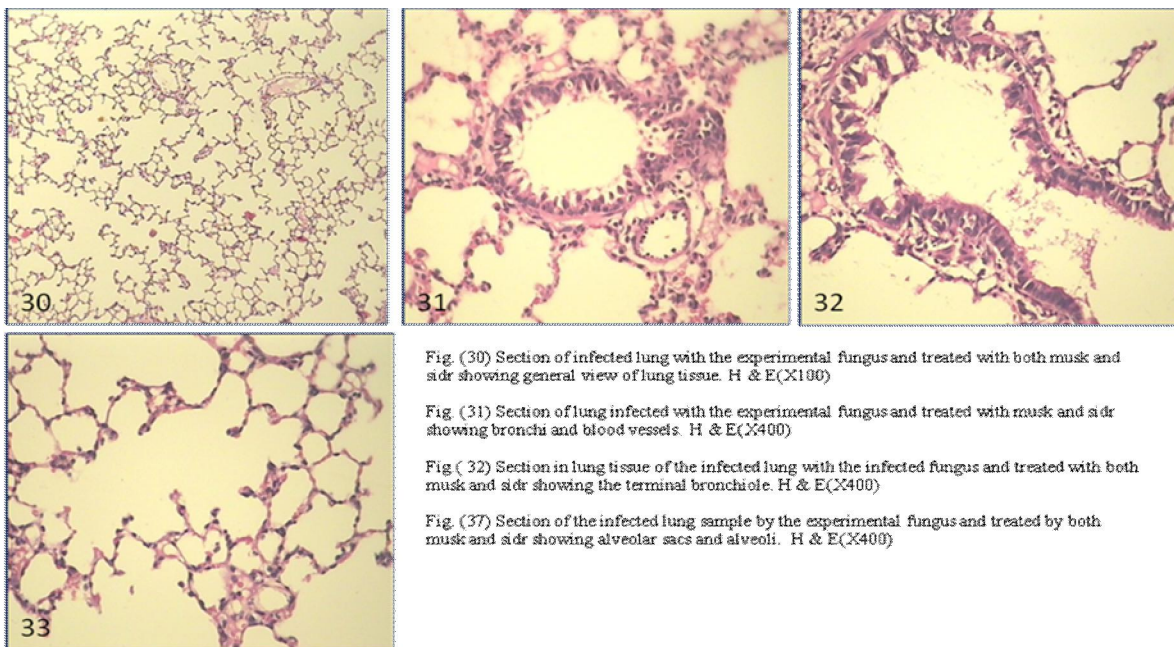 30
31
32
33
Fig. (30) Section of infected lung with the experimental fungus and treated with both musk and
sidr showing general view of lung tissue. H & E(X100)
Fig. (31) Section of lung infected with the experimental fungus and treated with musk and sidr
showing bronchi and blood vessels. H & E(X400)
Fig ( 32) Section in lung tissue of the infected lung with the infected fungus and treated with both
musk and sidr showing the terminal bronchiole. H & E(X400)
Fig. (37) Section of the infected lung sample by the experimental fungus and treated by both
musk and sidr showing alveolar sacs and alveoli. H & E(X400)